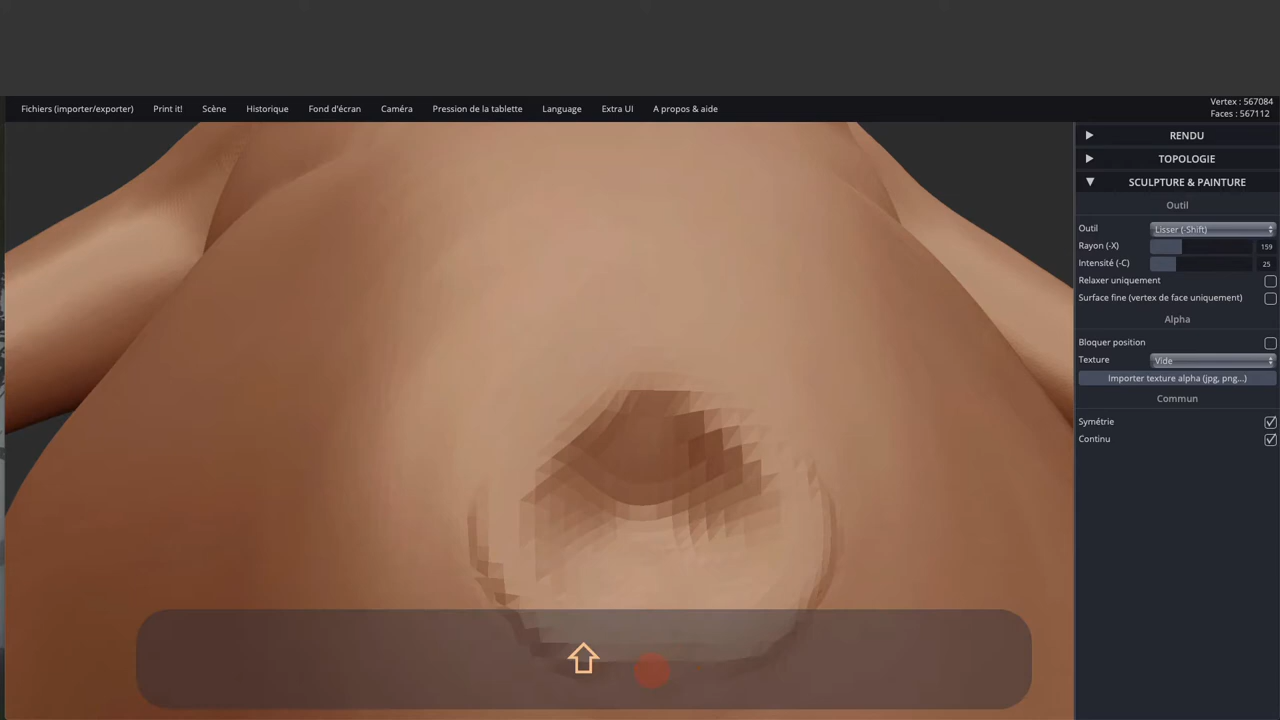 Fichiers (importer/exporter) Print it! Scène Historique Fond d'écran Caméra Pression de la tablette Language Extra UI A propos & aide
Vertex : 567084
Faces : 567112
RENDU
TOPOLOGIE
SCULPTURE & PAINTURE
Outil
Outil Lisser (-Shift)
Rayon (-X) 159
Intensité (-C) 25
Relaxer uniquement
Surface fine (vertex de face uniquement)
Alpha
Bloquer position
Texture Vide
Importer texture alpha (jpg, png...)
Commun
Symétrie
Continu